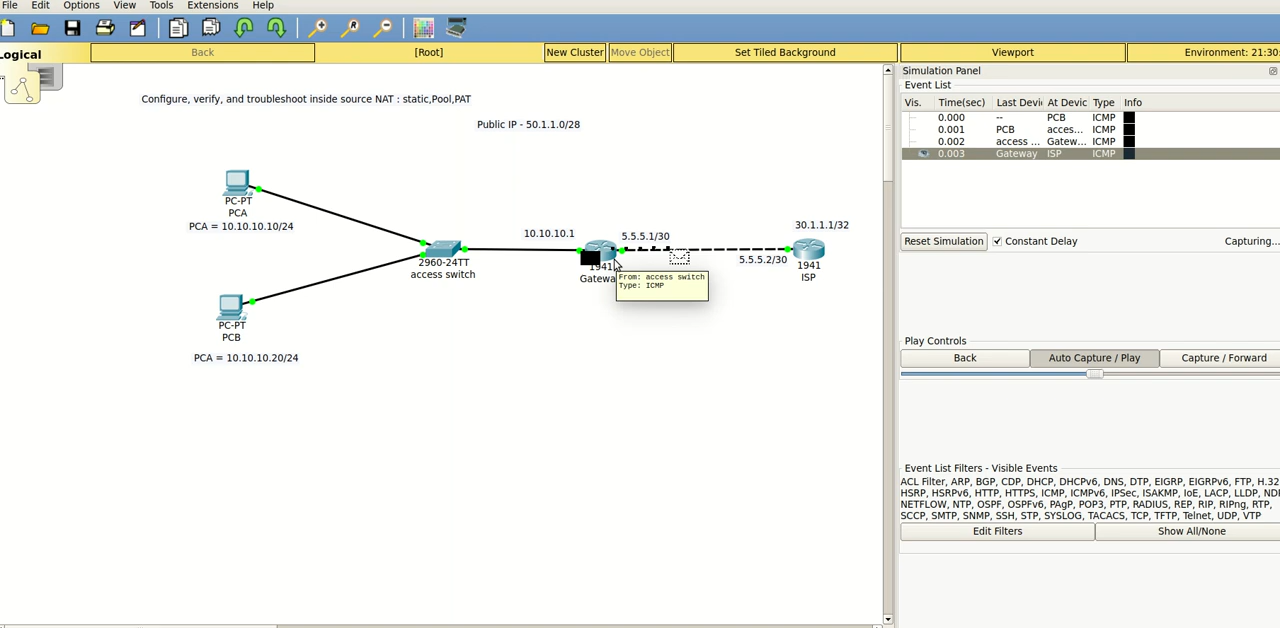 File Edit Options View Tools Extensions Help
Logical Back [Root] New Cluster Move Object Set Tiled Background Viewport Environment: 21:30:
Configure, verify, and troubleshoot inside source NAT : static,Pool,PAT
Public IP - 50.1.1.0/28
PC-PT
PCA
PCA = 10.10.10.10/24
2960-24TT
access switch
10.10.10.1
5.5.5.1/30
1941
Gatewa
From: access switch
Type: ICMP
5.5.5.2/30
30.1.1.1/32
1941
ISP
PC-PT
PCB
PCA = 10.10.10.20/24
Simulation Panel
Event List
Vis. Time(sec) Last Devic At Devic Type Info
0.000 -- PCB ICMP
0.001 PCB acces... ICMP
0.002 access ... Gatew... ICMP
0.003 Gateway ISP ICMP
Reset Simulation Constant Delay Capturing...
Play Controls
Back Auto Capture / Play Capture / Forward
Event List Filters - Visible Events
ACL Filter, ARP, BGP, CDP, DHCP, DHCPv6, DNS, DTP, EIGRP, EIGRPv6, FTP, H.32
HSRP, HSRPv6, HTTP, HTTPS, ICMP, ICMPv6, IPSec, ISAKMP, IoE, LACP, LLDP, ND
NETFLOW, NTP, OSPF, OSPFv6, PAgP, POP3, PTP, RADIUS, REP, RIP, RIPng, RTP,
SCCP, SMTP, SNMP, SSH, STP, SYSLOG, TACACS, TCP, TFTP, Telnet, UDP, VTP
Edit Filters Show All/None